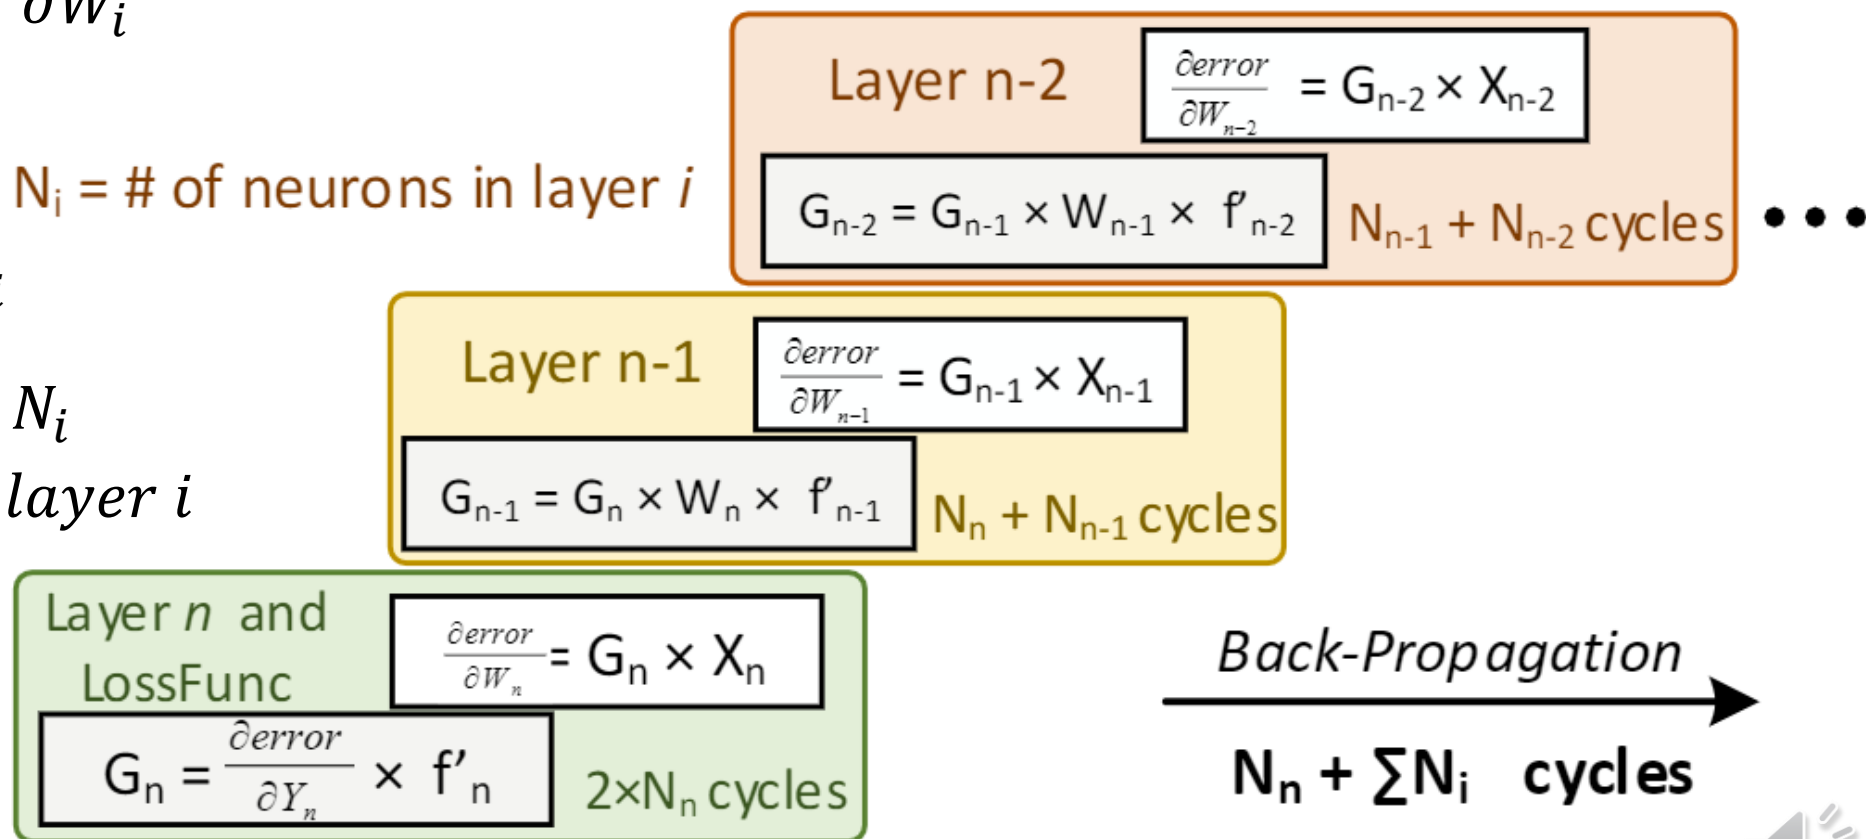 ∂W_i
Layer n-2
∂error/∂W_{n-2} = G_{n-2} × X_{n-2}
N_i = # of neurons in layer i
G_{n-2} = G_{n-1} × W_{n-1} × f'_{n-2}
N_{n-1} + N_{n-2} cycles
•••
Layer n-1
∂error/∂W_{n-1} = G_{n-1} × X_{n-1}
N_i
layer i
G_{n-1} = G_n × W_n × f'_{n-1}
N_n + N_{n-1} cycles
Layer n and
LossFunc
∂error/∂W_n = G_n × X_n
G_n = ∂error/∂Y_n × f'_n
2×N_n cycles
Back-Propagation
N_n + ∑N_i cycles